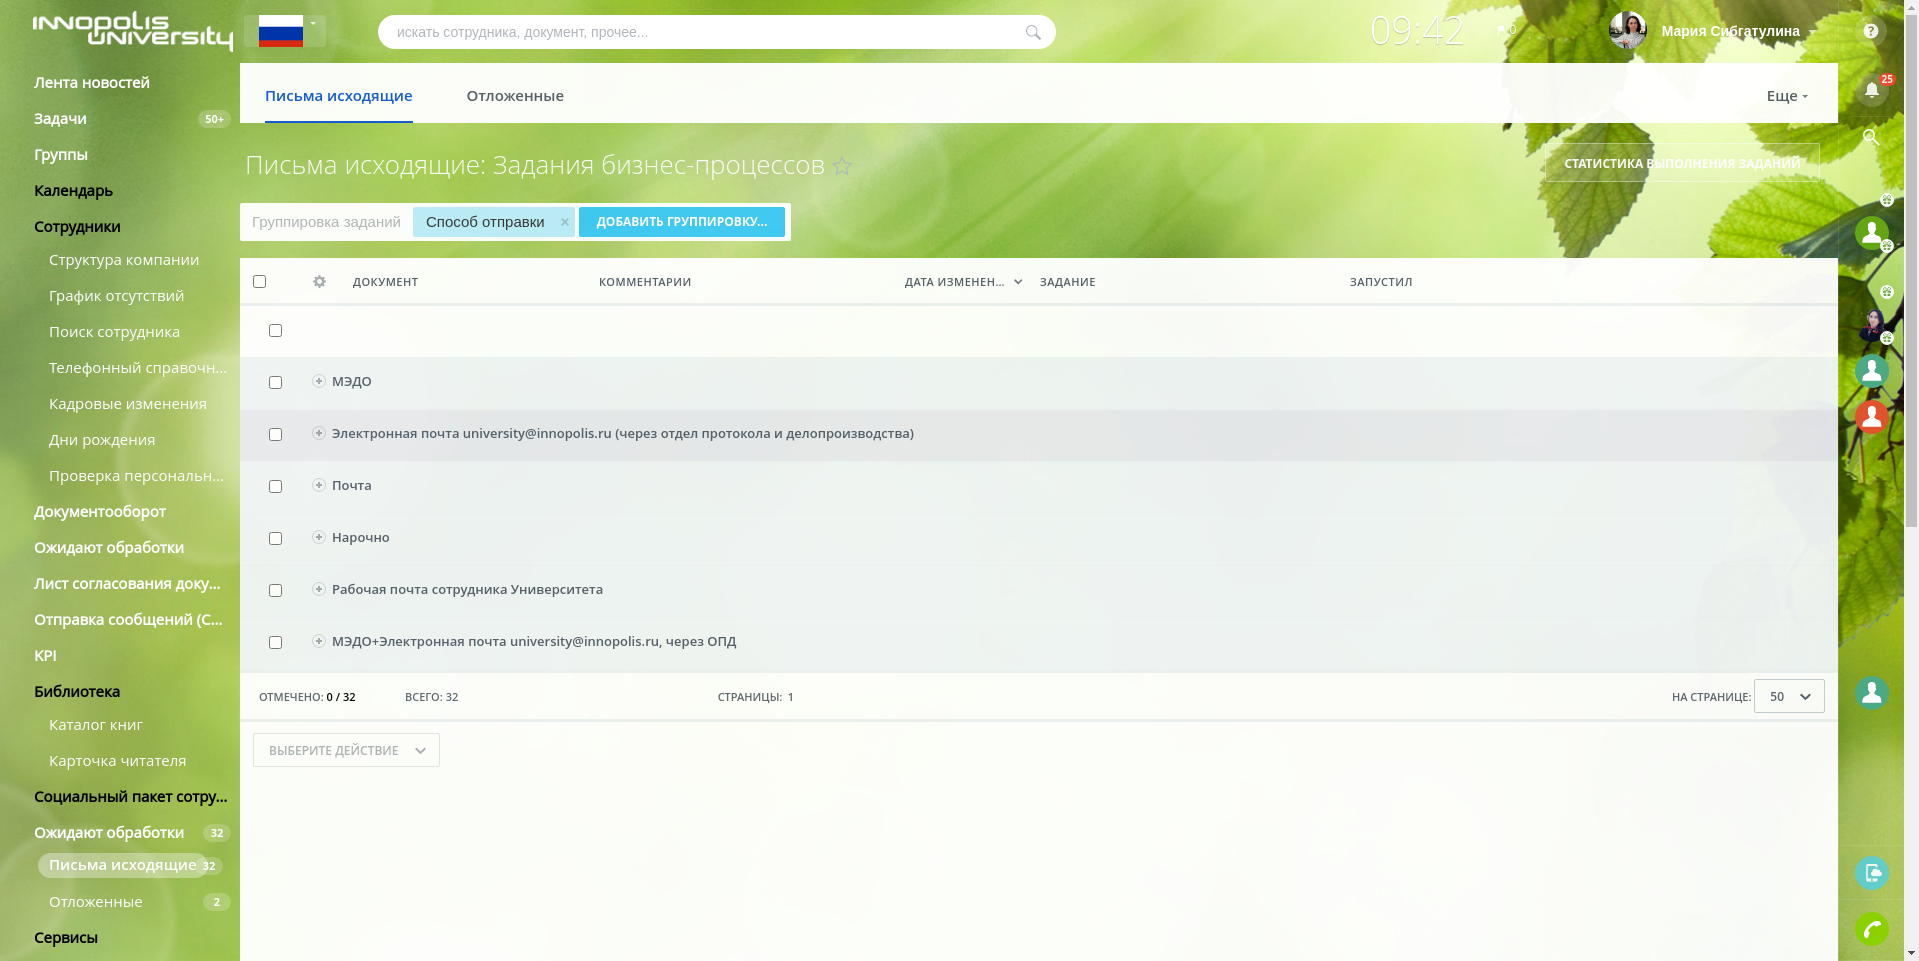 INNOPOLIS
UNIVERSITY
искать сотрудника, документ, прочее...
09:42
0
Мария Сибгатулина
?
25
Лента новостей
Задачи
50+
Группы
Календарь
Сотрудники
Структура компании
График отсутствий
Поиск сотрудника
Телефонный справочн...
Кадровые изменения
Дни рождения
Проверка персональн...
Документооборот
Ожидают обработки
Лист согласования доку...
Отправка сообщений (С...
KPI
Библиотека
Каталог книг
Карточка читателя
Социальный пакет сотру...
Ожидают обработки
32
Письма исходящие
32
Отложенные
2
Сервисы
Письма исходящие
Отложенные
Еще
Письма исходящие: Задания бизнес-процессов
СТАТИСТИКА ВЫПОЛНЕНИЯ ЗАДАНИЙ
Группировка заданий
Способ отправки ×
ДОБАВИТЬ ГРУППИРОВКУ...
ДОКУМЕНТ
КОММЕНТАРИИ
ДАТА ИЗМЕНЕН...
ЗАДАНИЕ
ЗАПУСТИЛ
МЭДО
Электронная почта university@innopolis.ru (через отдел протокола и делопроизводства)
Почта
Нарочно
Рабочая почта сотрудника Университета
МЭДО+Электронная почта university@innopolis.ru, через ОПД
ОТМЕЧЕНО: 0 / 32
ВСЕГО: 32
СТРАНИЦЫ: 1
НА СТРАНИЦЕ: 50
ВЫБЕРИТЕ ДЕЙСТВИЕ